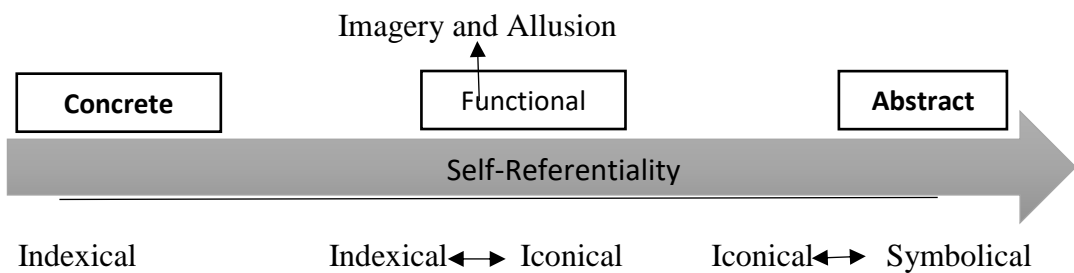 Imagery and Allusion
Concrete Functional Abstract
Self-Referentiality
Indexical Indexical Iconical Iconical Symbolical